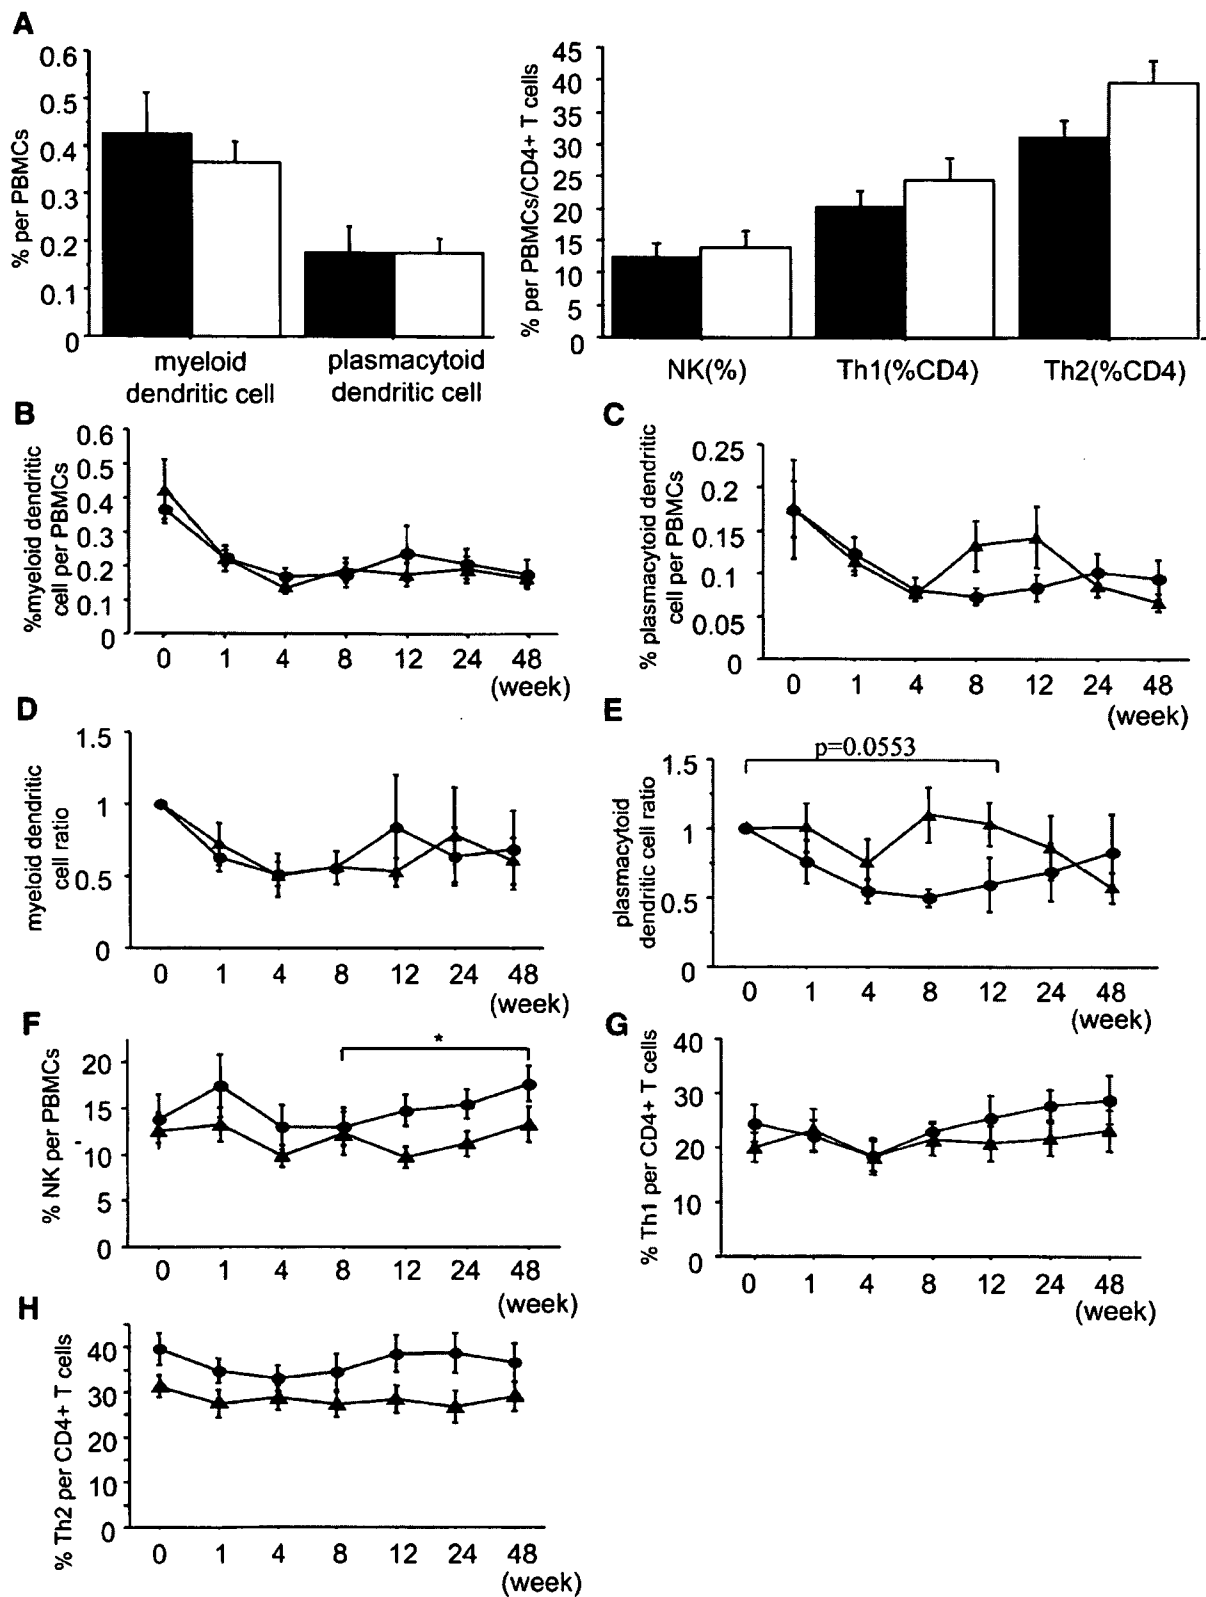 A
% per PBMCs
0.6
0.5
0.4
0.3
0.2
0.1
0
myeloid
dendritic cell
plasmacytoid
dendritic cell
% per PBMCs/CD4+ T cells
45
40
35
30
25
20
15
10
5
0
NK(%)
Th1(%CD4)
Th2(%CD4)
B
%myeloid dendritic
cell per PBMCs
0.6
0.5
0.4
0.3
0.2
0.1
0
0 1 4 8 12 24 48
(week)
C
% plasmacytoid dendritic
cell per PBMCs
0.25
0.2
0.15
0.1
0.05
0
0 1 4 8 12 24 48
(week)
D
myeloid dendritic
cell ratio
1.5
1
0.5
0
0 1 4 8 12 24 48
(week)
E
plasmacytoid
dendritic cell ratio
p=0.0553
1.5
1
0.5
0
0 1 4 8 12 24 48
(week)
F
% NK per PBMCs
*
20
15
10
5
0
0 1 4 8 12 24 48
(week)
G
% Th1 per CD4+ T cells
40
30
20
10
0
0 1 4 8 12 24 48
(week)
H
% Th2 per CD4+ T cells
40
30
20
10
0
0 1 4 8 12 24 48
(week)